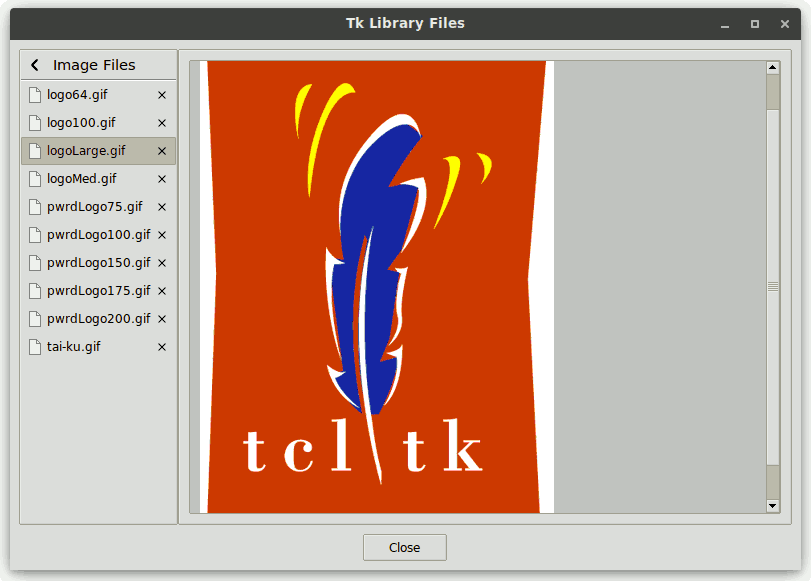 Tk Library Files
Image Files
logo64.gif
logo100.gif
logoLarge.gif
logoMed.gif
pwrdLogo75.gif
pwrdLogo100.gif
pwrdLogo150.gif
pwrdLogo175.gif
pwrdLogo200.gif
tai-ku.gif
tcl tk
Close